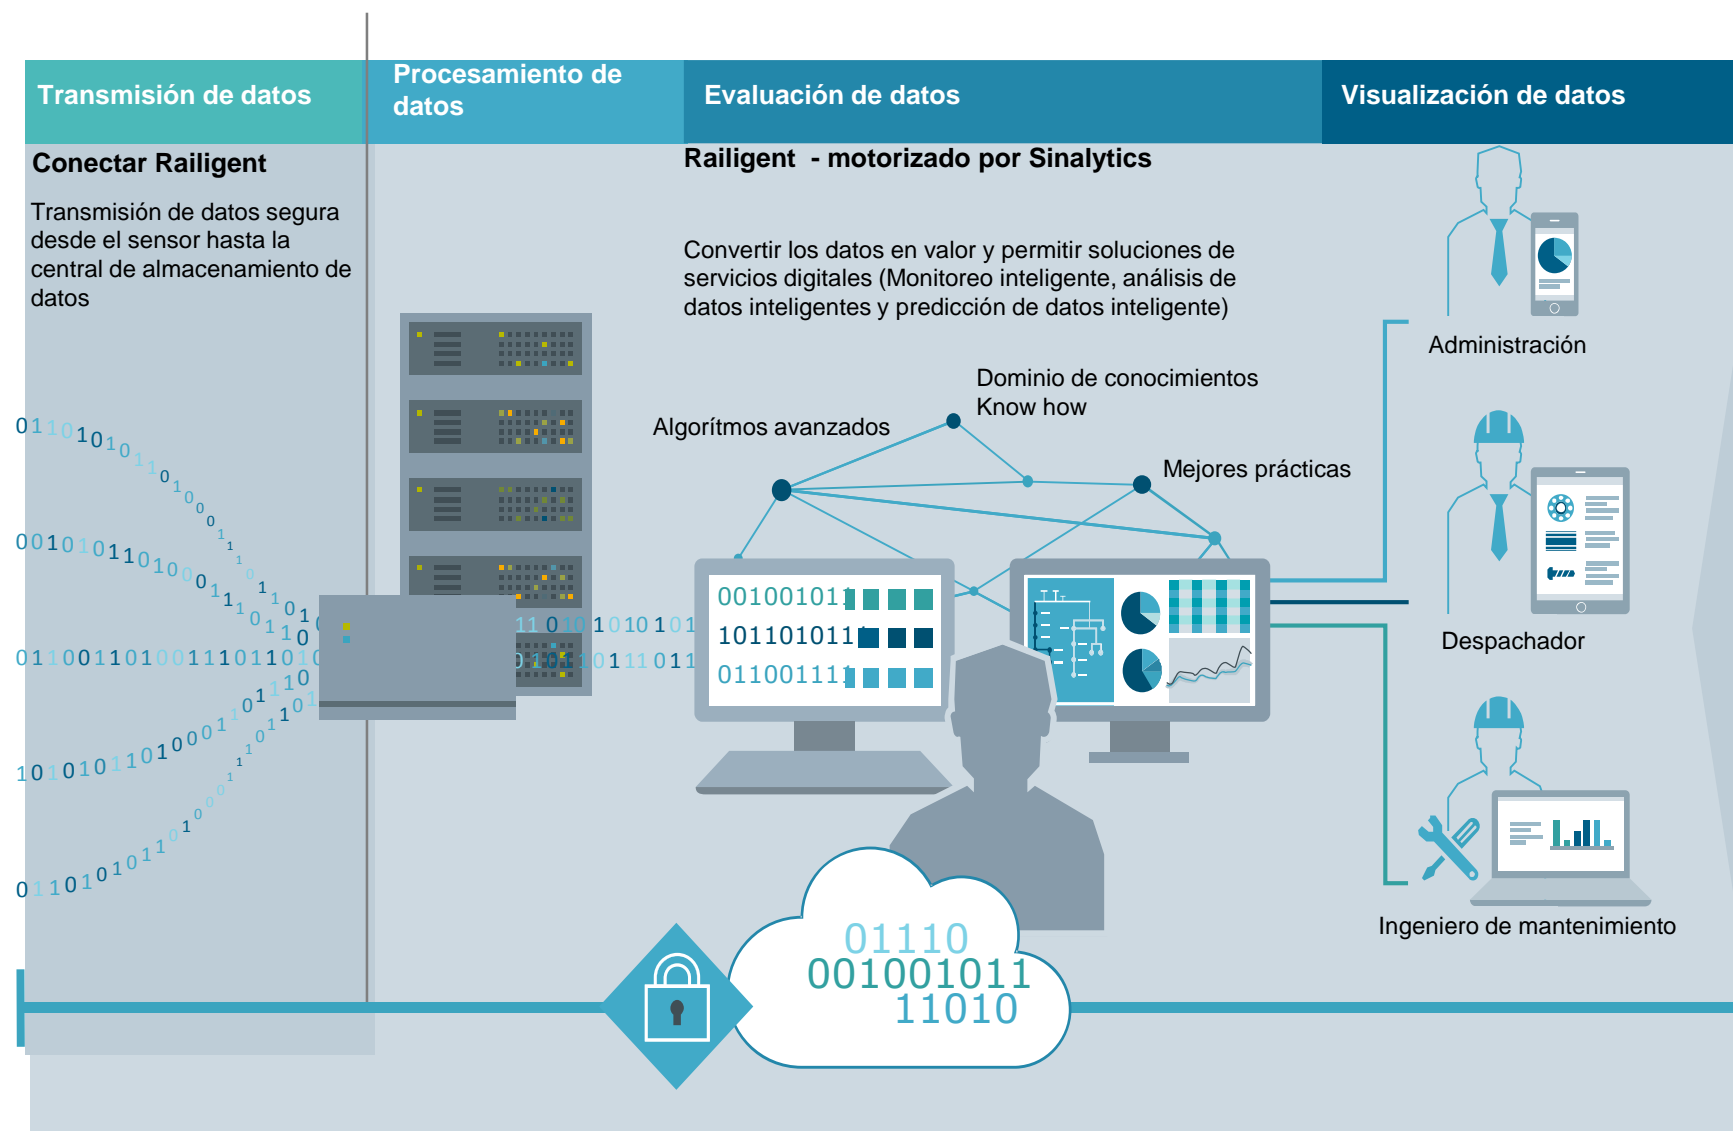 Transmisión de datos
Procesamiento de
datos
Evaluación de datos
Visualización de datos
Conectar Railigent
Transmisión de datos segura
desde el sensor hasta la
central de almacenamiento de
datos
Railigent - motorizado por Sinalytics
Convertir los datos en valor y permitir soluciones de
servicios digitales (Monitoreo inteligente, análisis de
datos inteligentes y predicción de datos inteligente)
Algorítmos avanzados
Dominio de conocimientos
Know how
Mejores prácticas
001001011
101101011
011001111
Administración
Despachador
Ingeniero de mantenimiento
01110
001001011
11010